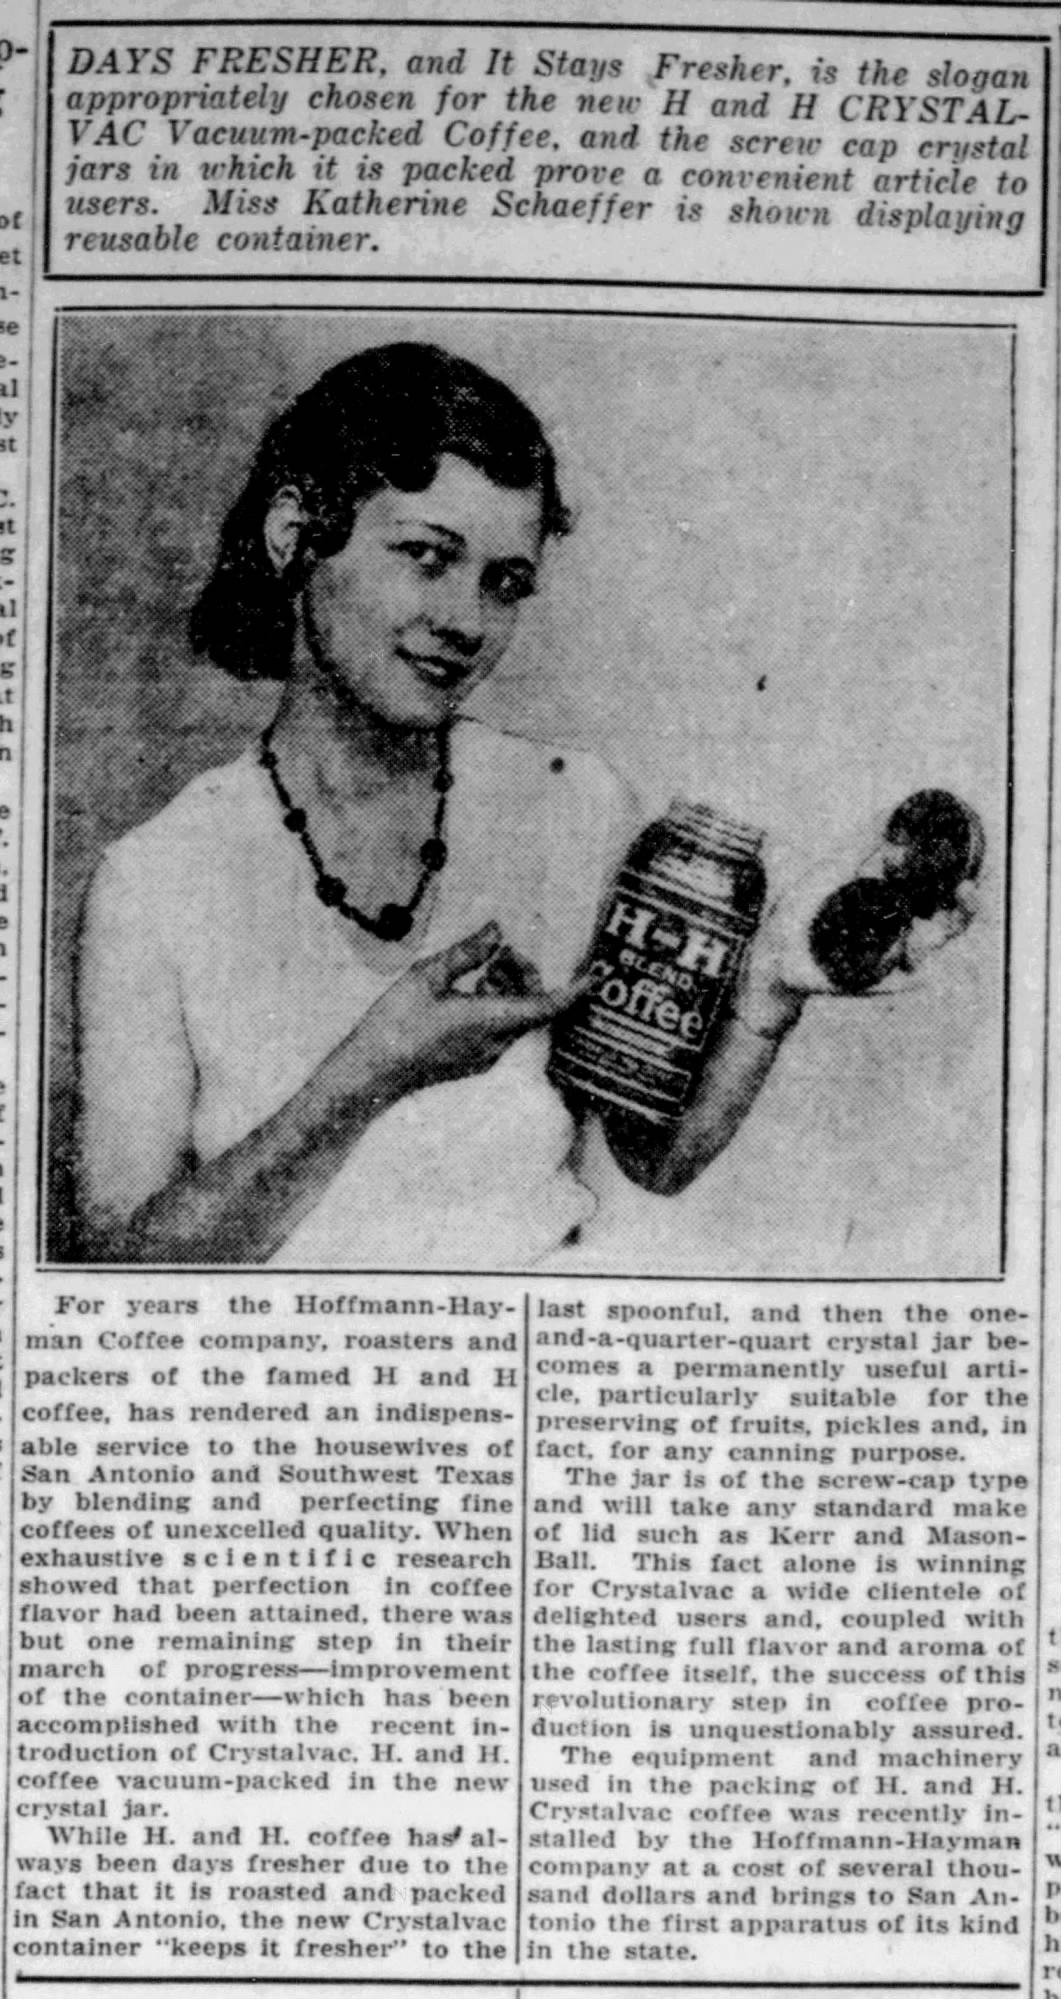 DAYS FRESHER, and It Stays Fresher, is the slogan
appropriately chosen for the new H and H CRYSTAL-
VAC Vacuum-packed Coffee, and the screw cap crystal
jars in which it is packed prove a convenient article to
users. Miss Katherine Schaeffer is shown displaying
reusable container.
H-H
BLEND
Coffee
For years the Hoffmann-Hay-
man Coffee company, roasters and
packers of the famed H and H
coffee, has rendered an indispens-
able service to the housewives of
San Antonio and Southwest Texas
by blending and perfecting fine
coffees of unexcelled quality. When
exhaustive scientific research
showed that perfection in coffee
flavor had been attained, there was
but one remaining step in their
march of progress—improvement
of the container—which has been
accomplished with the recent in-
troduction of Crystalvac, H. and H.
coffee vacuum-packed in the new
crystal jar.
While H. and H. coffee has al-
ways been days fresher due to the
fact that it is roasted and packed
in San Antonio, the new Crystalvac
container "keeps it fresher" to the
last spoonful, and then the one-
and-a-quarter-quart crystal jar be-
comes a permanently useful arti-
cle, particularly suitable for the
preserving of fruits, pickles and, in
fact, for any canning purpose.
The jar is of the screw-cap type
and will take any standard make
of lid such as Kerr and Mason-
Ball. This fact alone is winning
for Crystalvac a wide clientele of
delighted users and, coupled with
the lasting full flavor and aroma of
the coffee itself, the success of this
revolutionary step in coffee pro-
duction is unquestionably assured.
The equipment and machinery
used in the packing of H. and H.
Crystalvac coffee was recently in-
stalled by the Hoffmann-Hayman
company at a cost of several thou-
sand dollars and brings to San An-
tonio the first apparatus of its kind
in the state.